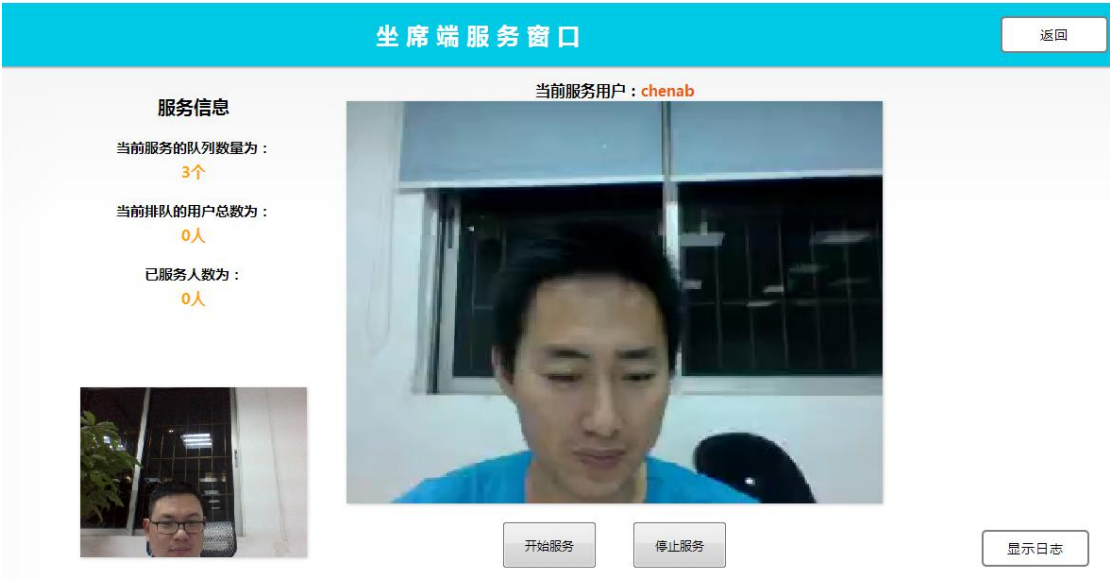 坐席端服务窗口
返回
当前服务用户：chenab
服务信息
当前服务的队列数量为：
3个
当前排队的用户总数为：
0人
已服务人数为：
0人
开始服务
停止服务
显示日志